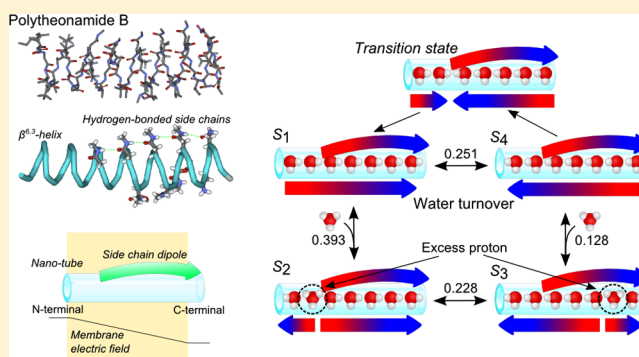 Polytheonamide B
Hydrogen-bonded side chains
β6.3-helix
Nano-tube
Side chain dipole
N-terminal
C-terminal
Membrane
electric field
Transition state
S1
S4
0.251
Water turnover
0.393
0.128
Excess proton
S2
S3
0.228